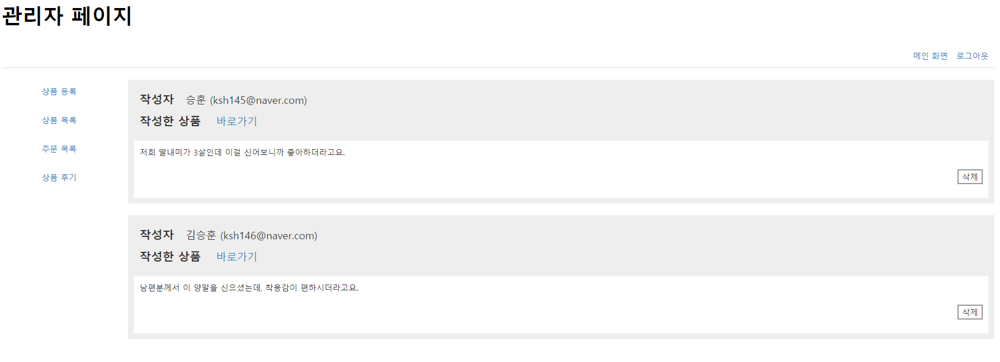 관리자 페이지
메인 화면 로그아웃
상품 등록
상품 목록
주문 목록
상품 후기
작성자 승훈 (ksh145@naver.com)
작성한 상품 바로가기
저희 딸내미가 3살인데 이걸 신어보니까 좋아하더라고요.
삭제
작성자 김승훈 (ksh146@naver.com)
작성한 상품 바로가기
남편분께서 이 양말을 신으셨는데, 착용감이 편하시더라고요.
삭제